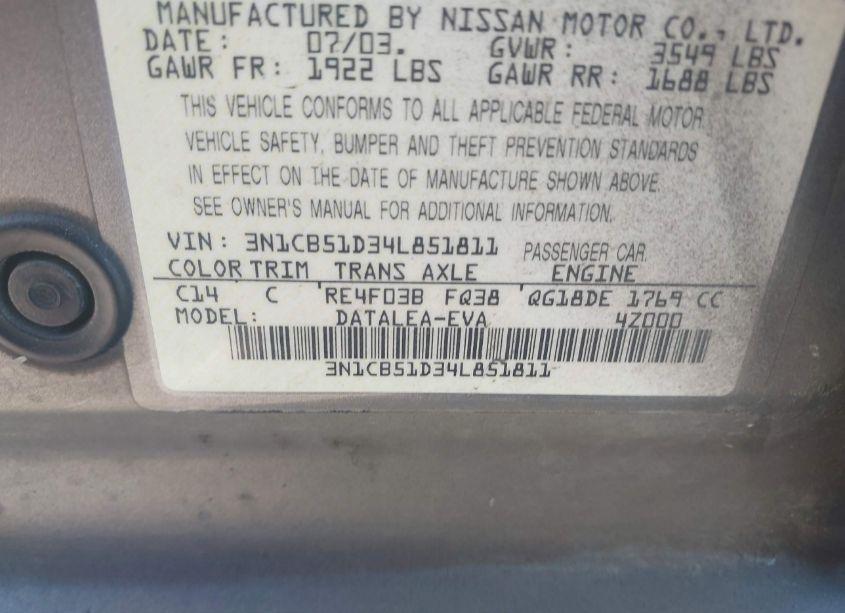 MANUFACTURED BY NISSAN MOTOR CO., LTD.
DATE: 07/03. GVWR: 3549 LBS
GAWR FR: 1922 LBS GAWR RR: 1688 LBS
THIS VEHICLE CONFORMS TO ALL APPLICABLE FEDERAL MOTOR
VEHICLE SAFETY, BUMPER AND THEFT PREVENTION STANDARDS
IN EFFECT ON THE DATE OF MANUFACTURE SHOWN ABOVE.
SEE OWNER'S MANUAL FOR ADDITIONAL INFORMATION.
VIN: 3N1CB51D34L851811 PASSENGER CAR.
COLOR TRIM TRANS AXLE ENGINE
C14 C RE4F03B FQ38 QG18DE 1769 CC
MODEL: DATALEA-EVA 4Z000
3N1CB51D34L851811